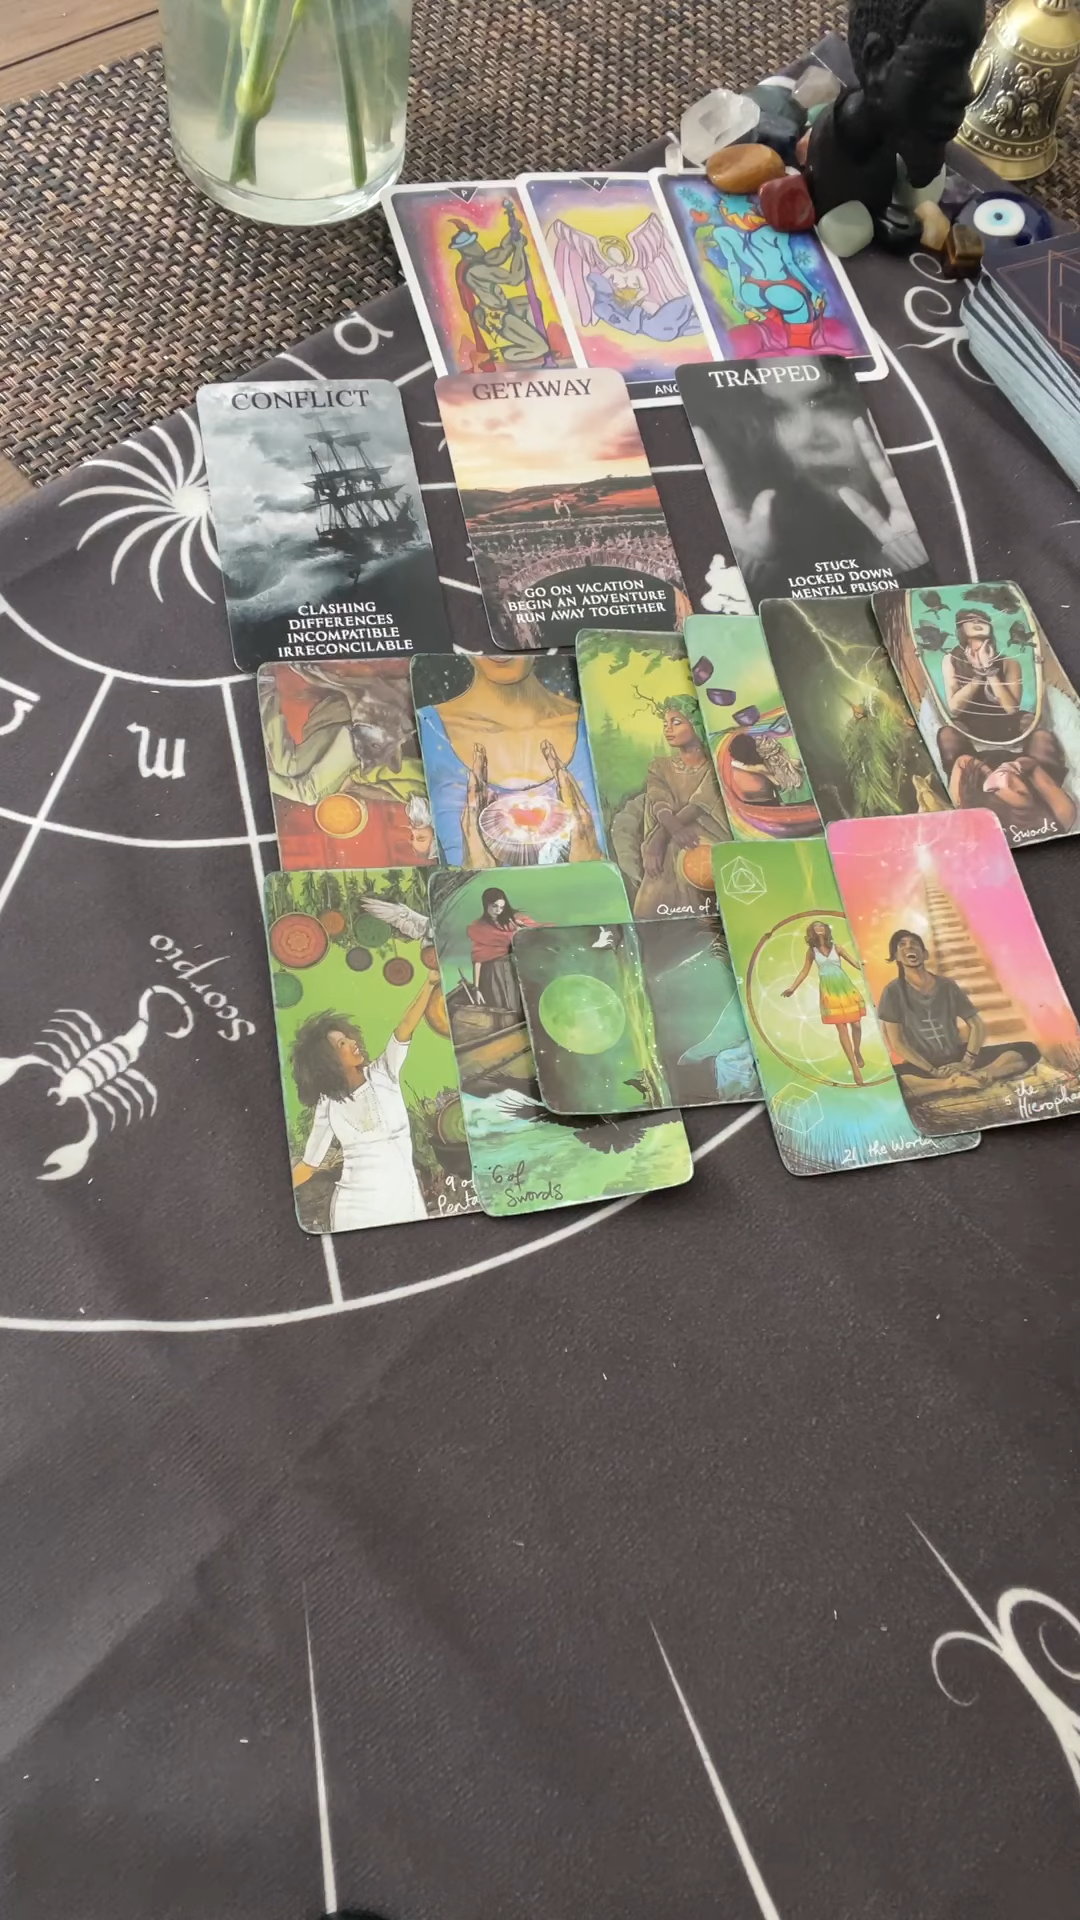 P
A
ANG
CONFLICT
CLASHING
DIFFERENCES
INCOMPATIBLE
IRRECONCILABLE
GETAWAY
GO ON VACATION
BEGIN AN ADVENTURE
RUN AWAY TOGETHER
TRAPPED
STUCK
LOCKED DOWN
MENTAL PRISON
Swords
Queen of
9 of
Penta
6 of
Swords
21 the World
5 the
Hieropha
Scorpio